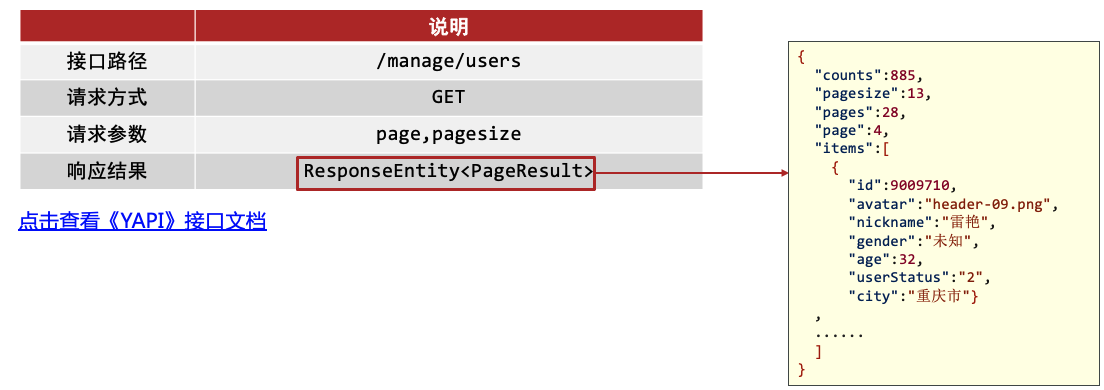 说明
接口路径 /manage/users
请求方式 GET
请求参数 page,pagesize
响应结果 ResponseEntity<PageResult>
点击查看《YAPI》接口文档
{
"counts":885,
"pagesize":13,
"pages":28,
"page":4,
"items":[
{
"id":9009710,
"avatar":"header-09.png",
"nickname":"雷艳",
"gender":"未知",
"age":32,
"userStatus":"2",
"city":"重庆市"}
,
......
]
}